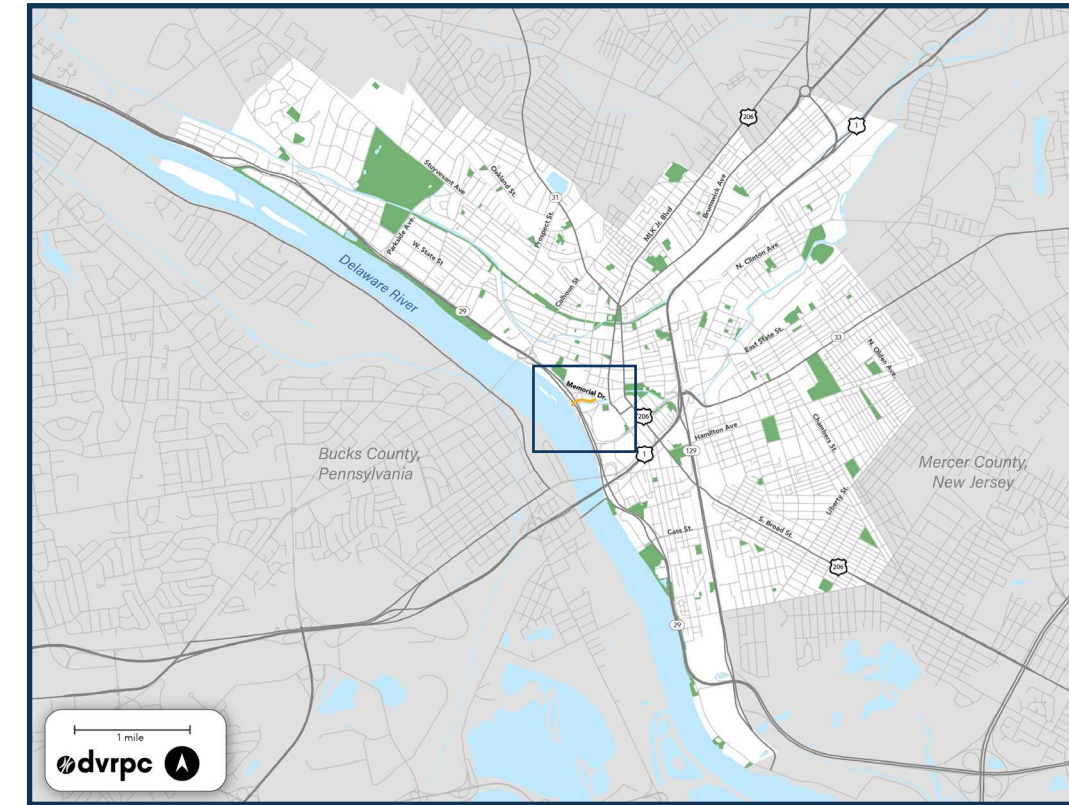 206
1
Stuyvesant Ave
Oakland St.
31
Prospect St.
MLK Jr. Blvd
Brunswick Ave
Parkside Ave.
W. State St
N. Clinton Ave
Delaware River
Calhoun St
29
East State St.
33
N. Olden Ave.
Memorial Dr.
206
Chambers St.
Hamilton Ave
129
1
Bucks County,
Pennsylvania
Mercer County,
New Jersey
Liberty St.
S. Broad St.
Cass St.
206
29
1 mile
dvrpc